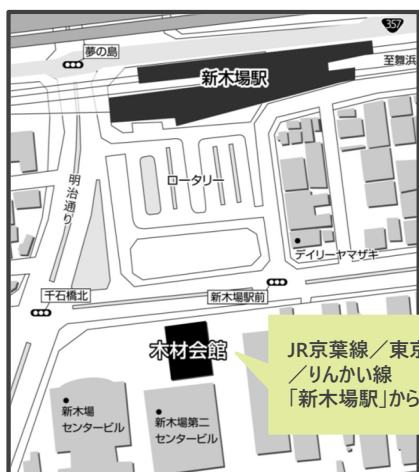 357
夢の島
至舞浜
新木場駅
明治通り
ロータリー
デイリーヤマザキ
千石橋北
新木場駅前
木材会館
JR京葉線／東京
／りんかい線
「新木場駅」から
新木場
センタービル
新木場第二
センタービル